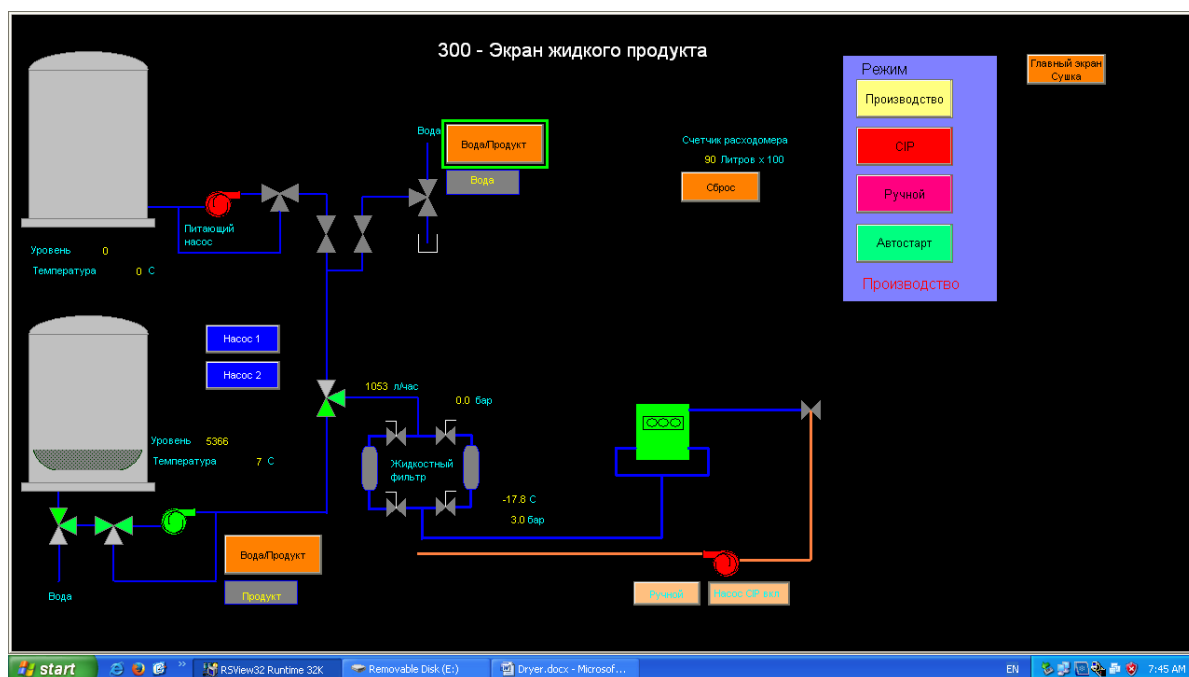 300 - Экран жидкого продукта
Режим
Главный экран
Сушка
Производство
CIP
Ручной
Автостарт
Производство
Вода
Вода/Продукт
Вода
Счетчик расходомера
90 Литров x 100
Сброс
Питающий
насос
Уровень 0
Температура 0 C
Насос 1
Насос 2
1053 л/час
0.0 бар
Уровень 5366
Температура 7 C
Жидкостный
фильтр
-17.8 C
3.0 бар
Вода/Продукт
Продукт
Вода
Ручной
Насос CIP вкл
start
RSView32 Runtime 32K
Removable Disk (E:)
Dryer.docx - Microsof...
EN
7:45 AM